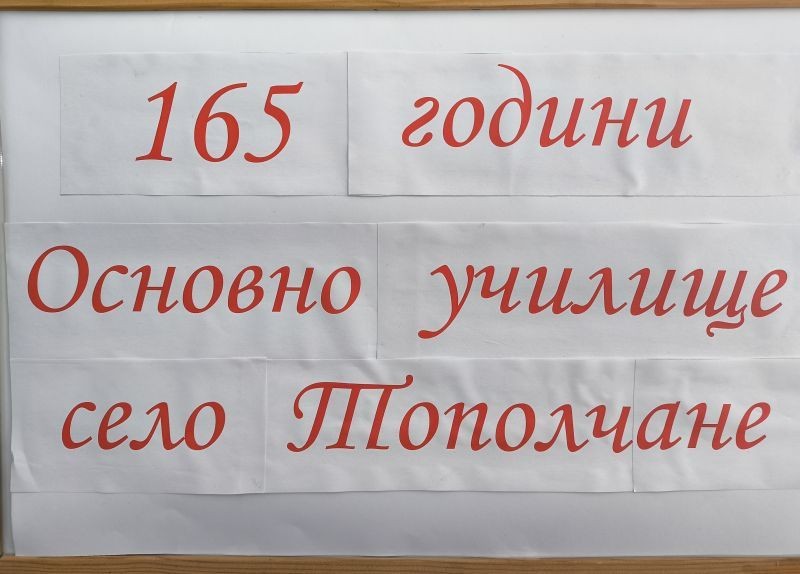 165 години
Основно училище
село Тополчане